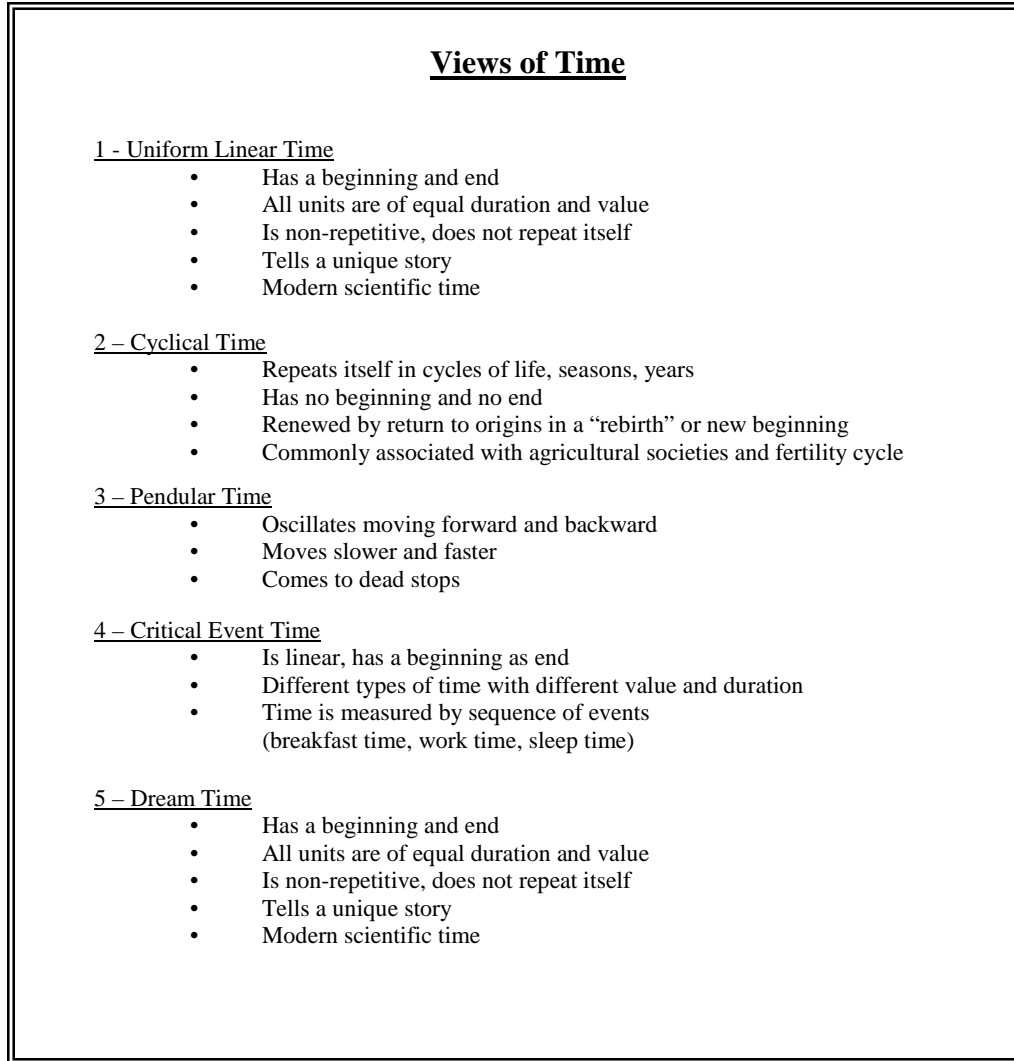 Views of Time
1 - Uniform Linear Time
• Has a beginning and end
• All units are of equal duration and value
• Is non-repetitive, does not repeat itself
• Tells a unique story
• Modern scientific time
2 – Cyclical Time
• Repeats itself in cycles of life, seasons, years
• Has no beginning and no end
• Renewed by return to origins in a “rebirth” or new beginning
• Commonly associated with agricultural societies and fertility cycle
3 – Pendular Time
• Oscillates moving forward and backward
• Moves slower and faster
• Comes to dead stops
4 – Critical Event Time
• Is linear, has a beginning as end
• Different types of time with different value and duration
• Time is measured by sequence of events
(breakfast time, work time, sleep time)
5 – Dream Time
• Has a beginning and end
• All units are of equal duration and value
• Is non-repetitive, does not repeat itself
• Tells a unique story
• Modern scientific time